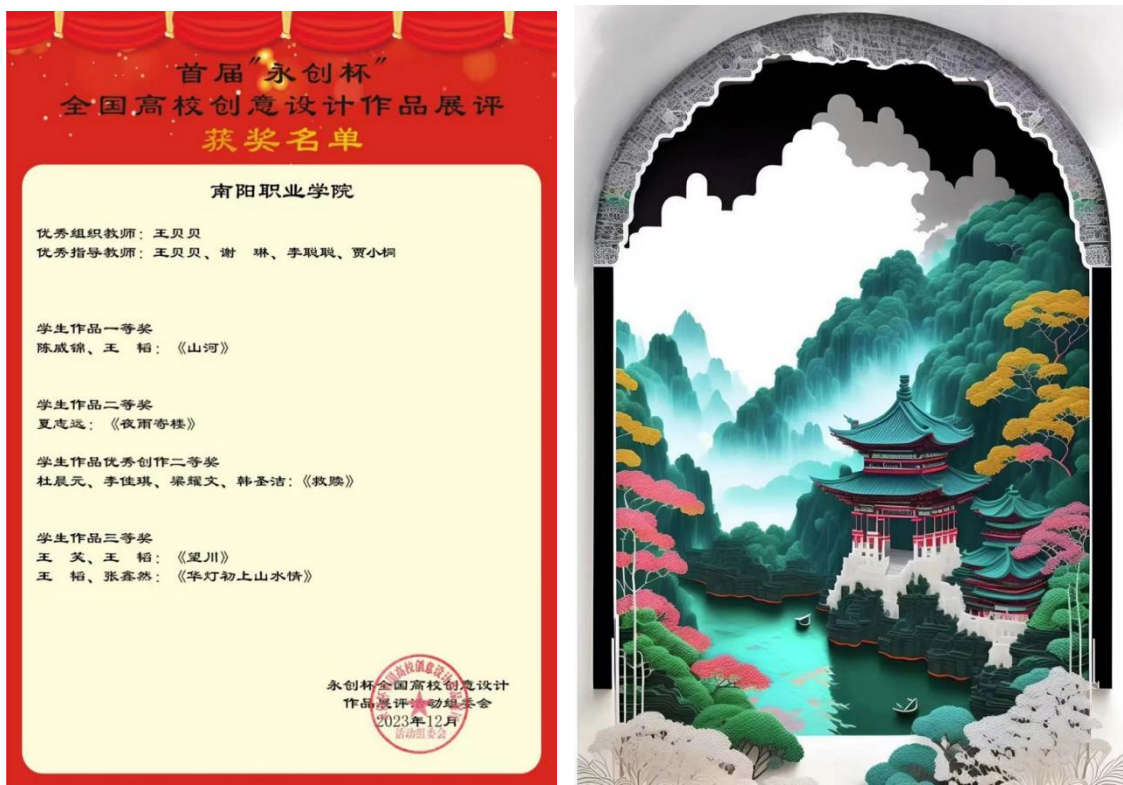 首届"永创杯"
全国高校创意设计作品展评
获奖名单
南阳职业学院
优秀组织教师：王贝贝
优秀指导教师：王贝贝、谢　琳、李聪聪、贾小桐
学生作品一等奖
陈威锦、王　韬：《山河》
学生作品二等奖
夏志远：《夜雨寄楼》
学生作品优秀创作二等奖
杜晨元、李佳琪、梁耀文、韩圣洁：《救赎》
学生作品三等奖
王　芙、王　韬：《望川》
王　韬、张鑫然：《华灯初上山水情》
永创杯全国高校创意设计
作品展评活动组委会
2023年12月
活动组委会